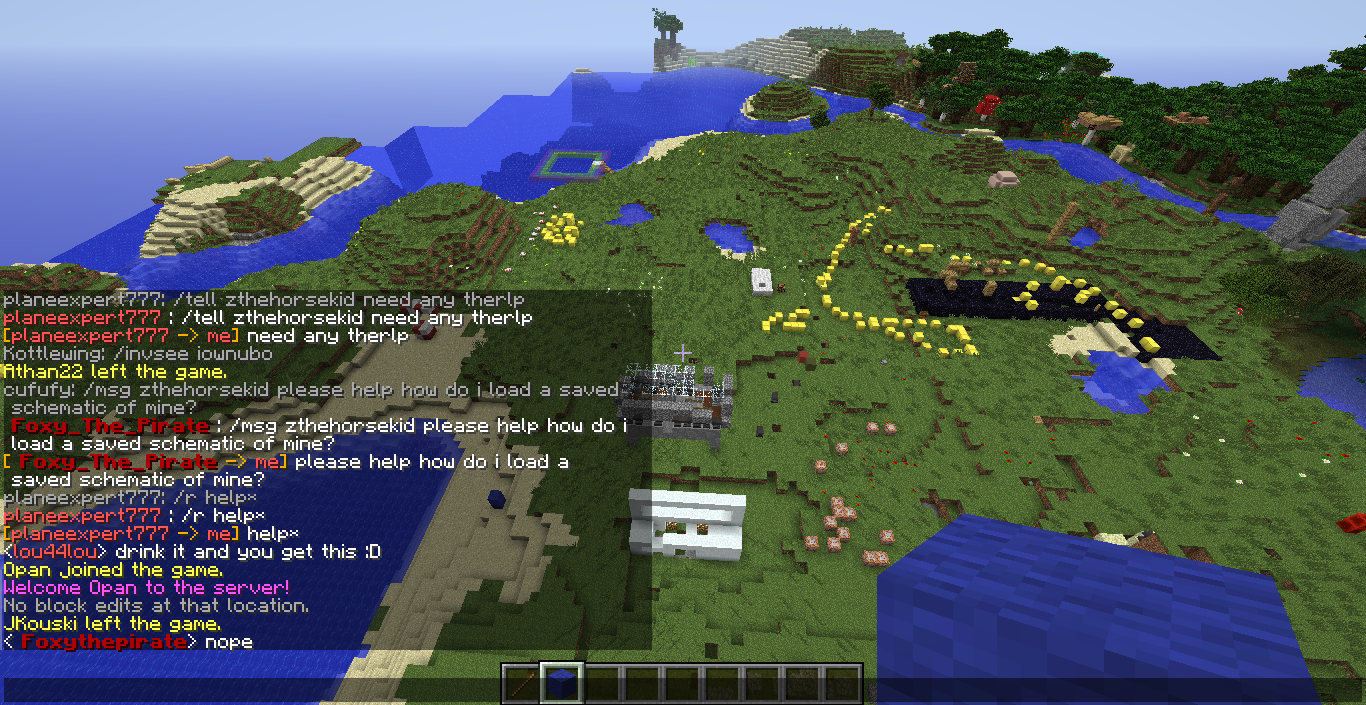 planeexpert777: /tell zthehorsekid need any therlp
planeexpert777 : /tell zthehorsekid need any therlp
[planeexpert777 -> me] need any therlp
Kottlewing: /invsee iownubo
Athan22 left the game.
cufufy: /msg zthehorsekid please help how do i load a saved
schematic of mine?
Foxy_The_Pirate : /msg zthehorsekid please help how do i
load a saved schematic of mine?
[ Foxy_The_Pirate -> me] please help how do i load a
saved schematic of mine?
planeexpert777: /r help*
planeexpert777 : /r help*
[planeexpert777 -> me] help*
<lou44lou> drink it and you get this :D
Opan joined the game.
Welcome Opan to the server!
No block edits at that location.
JKouski left the game.
< Foxythepirate> nope